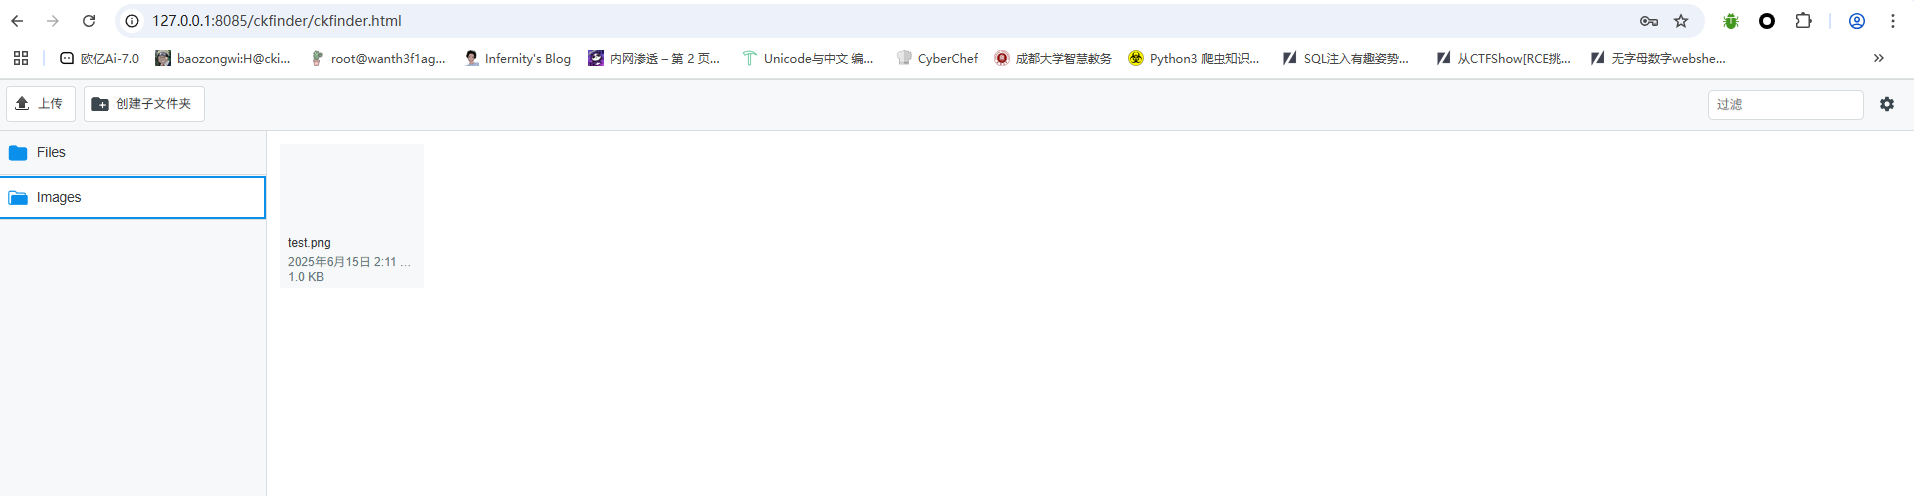 127.0.0.1:8085/ckfinder/ckfinder.html
欧亿Ai-7.0 baozongwi:H@cki... root@wanth3f1ag... Infernity's Blog 内网渗透 – 第 2 页... Unicode与中文 编... CyberChef 成都大学智慧教务 Python3 爬虫知识... SQL注入有趣姿势... 从CTFShow[RCE挑... 无字母数字webshe...
上传 创建子文件夹 过滤
Files
Images
test.png
2025年6月15日 2:11 ...
1.0 KB